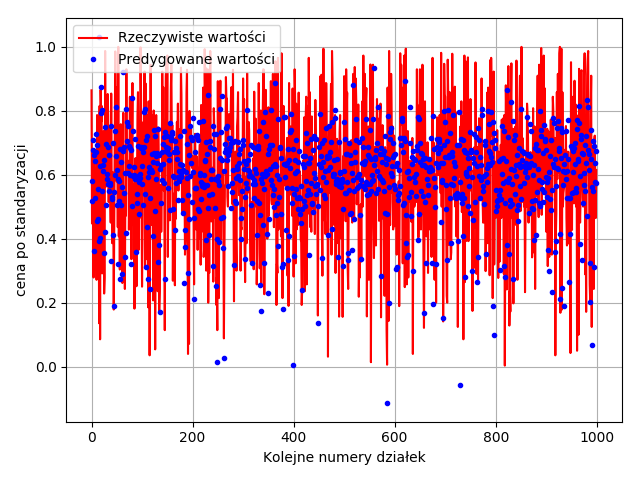 Rzeczywiste wartości
Predygowane wartości
cena po standaryzacji
1.0
0.8
0.6
0.4
0.2
0.0
0 200 400 600 800 1000
Kolejne numery działek